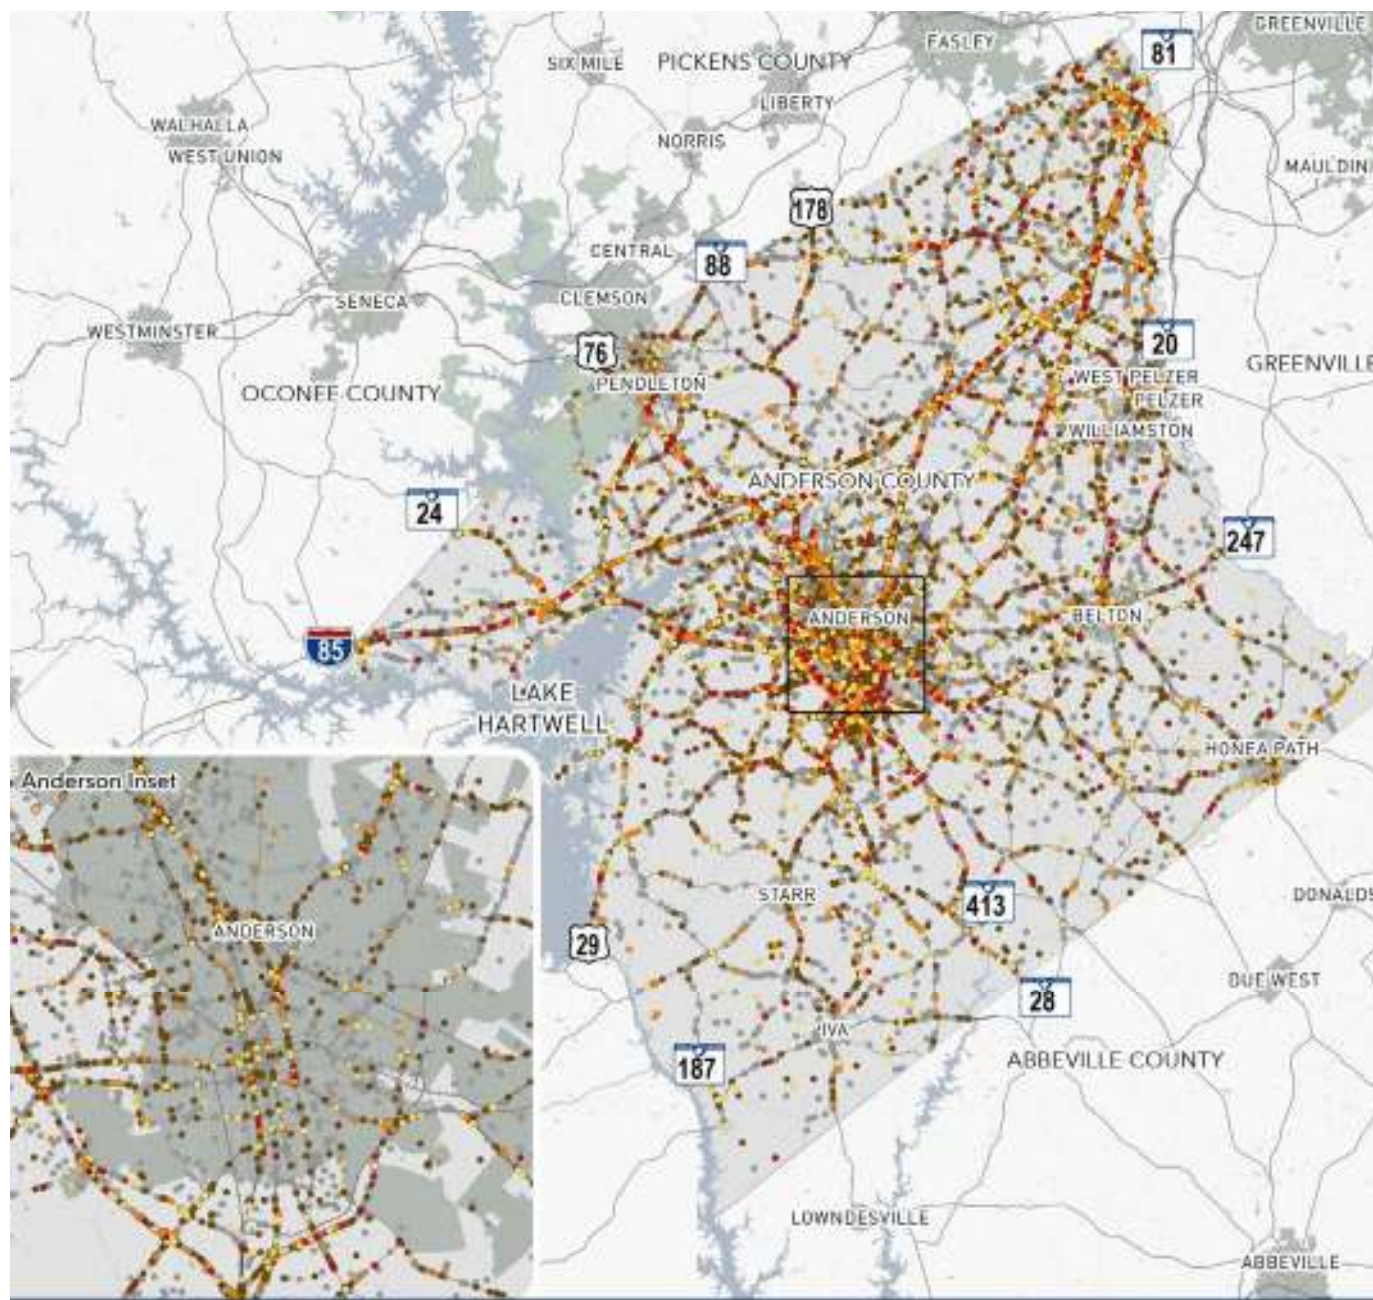 GREENVILLE
EASLEY
81
SIX MILE
PICKENS COUNTY
LIBERTY
WALHALLA
WEST UNION
NORRIS
MAULDIN
178
CENTRAL
88
CLEMSON
SENECA
WESTMINSTER
76
20
PENDLETON
WEST PELZER
GREENVILLE
OCONEE COUNTY
PELZER
WILLIAMSTON
ANDERSON COUNTY
24
247
ANDERSON
BELTON
85
LAKE
HARTWELL
HONEA PATH
Anderson Inset
STARR
413
DONALDS
ANDERSON
29
DUE WEST
28
IVA
187
ABBEVILLE COUNTY
LOWNDESVILLE
ABBEVILLE